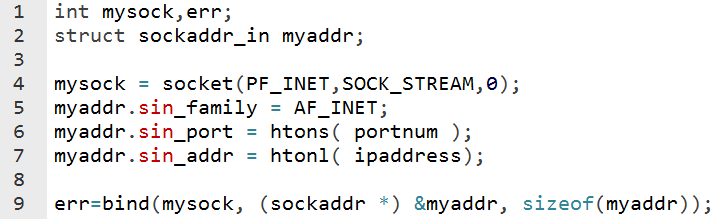 1 int mysock,err;
2 struct sockaddr_in myaddr;
3
4 mysock = socket(PF_INET,SOCK_STREAM,0);
5 myaddr.sin_family = AF_INET;
6 myaddr.sin_port = htons( portnum );
7 myaddr.sin_addr = htonl( ipaddress);
8
9 err=bind(mysock, (sockaddr *) &myaddr, sizeof(myaddr));